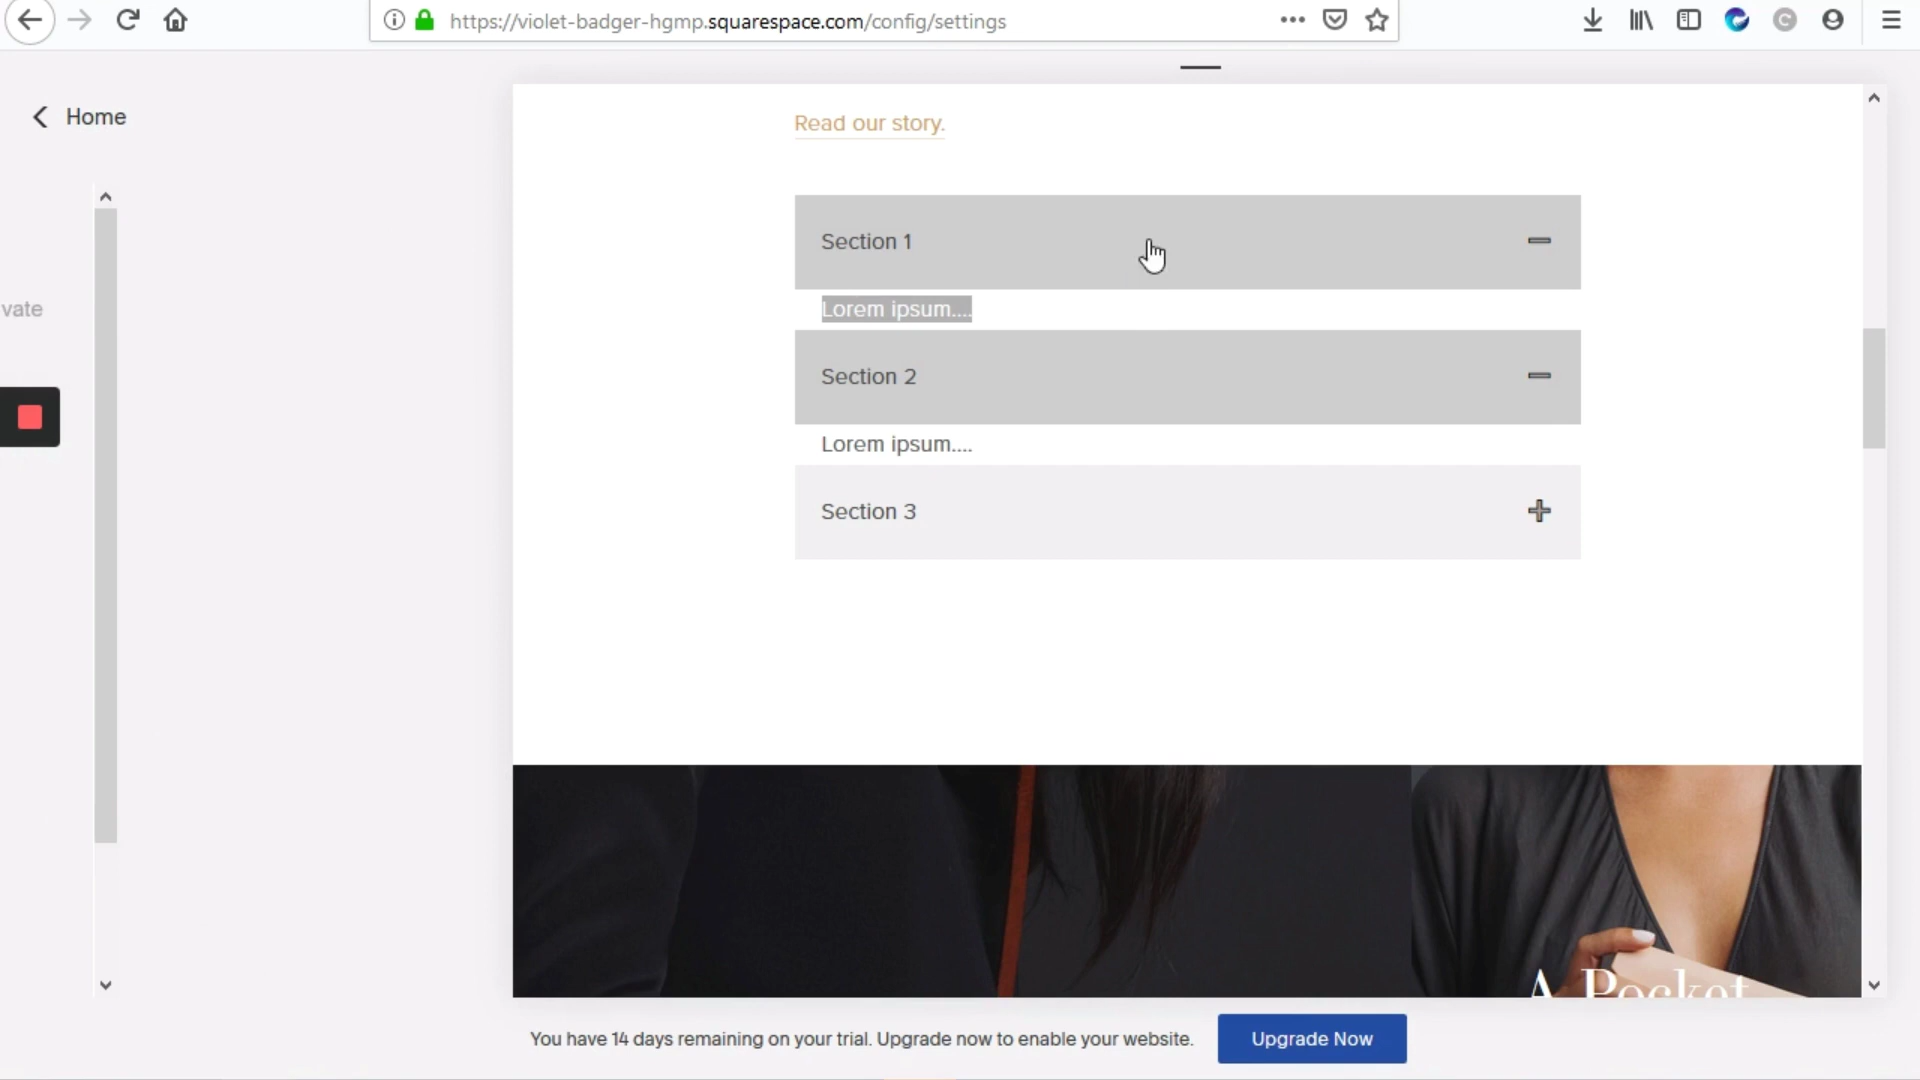 https://violet-badger-hgmp.squarespace.com/config/settings
Home
vate
Read our story.
Section 1
Lorem ipsum....
Section 2
Lorem ipsum....
Section 3
A Pocket
You have 14 days remaining on your trial. Upgrade now to enable your website.
Upgrade Now